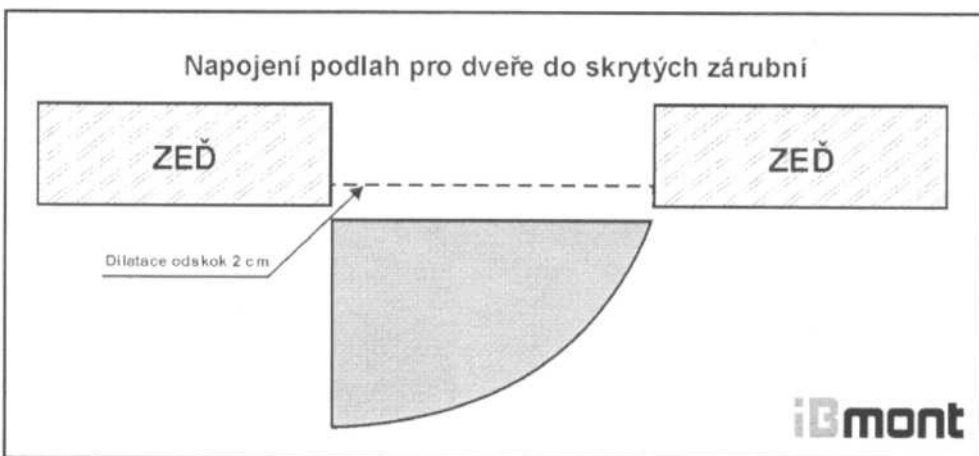 Napojení podlah pro dveře do skrytých zárubní
ZEĎ
ZEĎ
Dilatace odskok 2 cm
iBmont